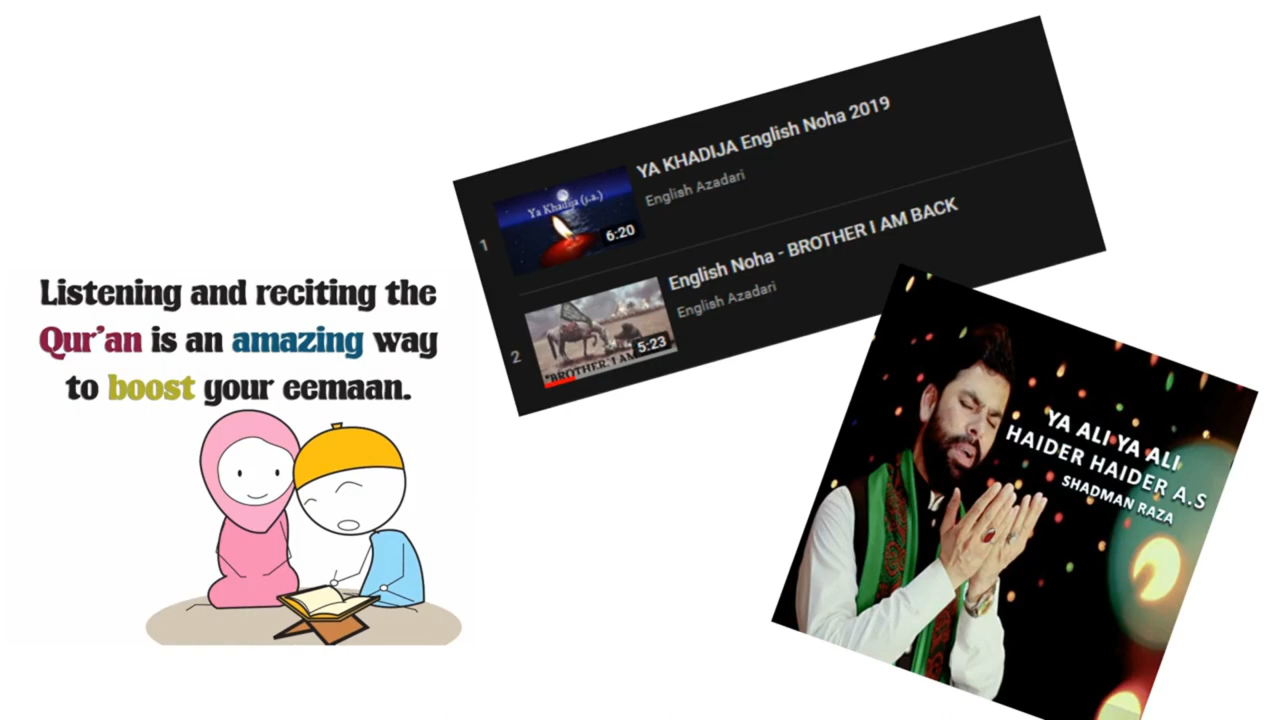 Listening and reciting the
Qur'an is an amazing way
to boost your eemaan.
YA KHADIJA English Noha 2019
English Azadari
1
Ya Khadija (s.a.)
6:20
English Noha - BROTHER I AM BACK
English Azadari
2
"BROTHER, I AM
5:23
YA ALI YA ALI
HAIDER HAIDER A.S
SHADMAN RAZA